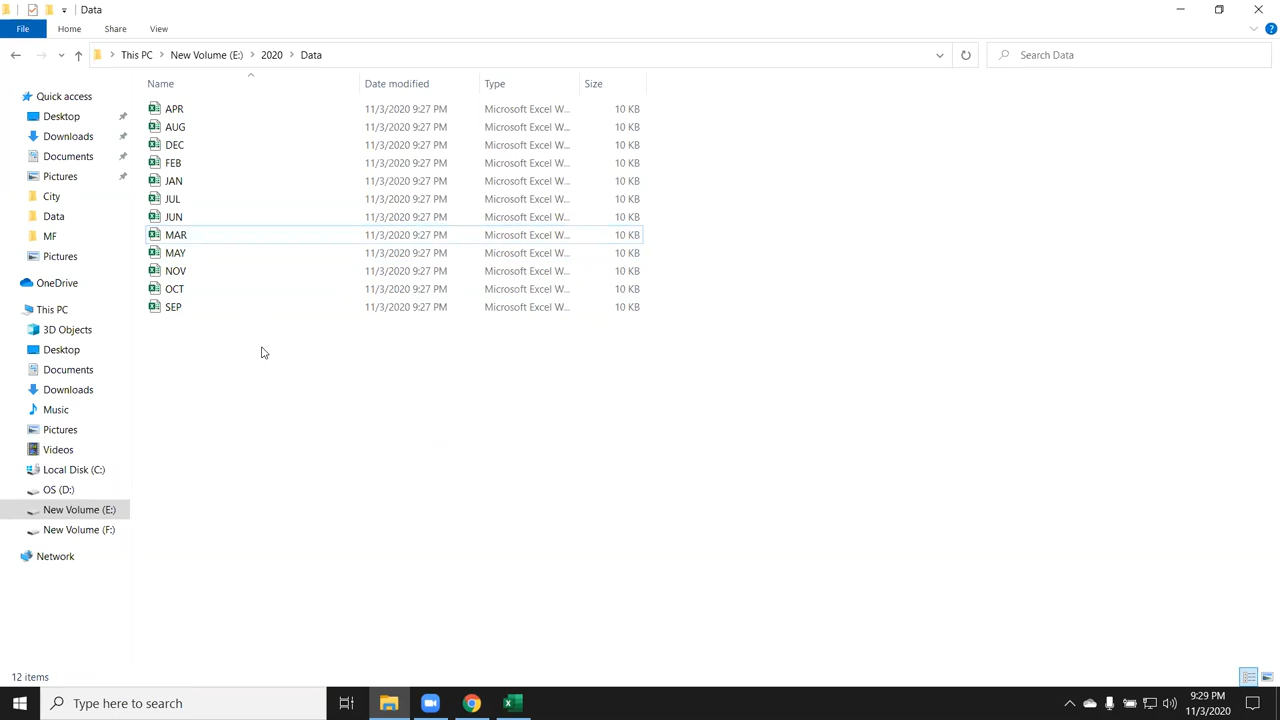 Data
File Home Share View
This PC New Volume (E:) 2020 Data Search Data
Name Date modified Type Size
Quick access
Desktop
Downloads
Documents
Pictures
City
Data
MF
Pictures
OneDrive
This PC
3D Objects
Desktop
Documents
Downloads
Music
Pictures
Videos
Local Disk (C:)
OS (D:)
New Volume (E:)
New Volume (F:)
Network
APR 11/3/2020 9:27 PM Microsoft Excel W... 10 KB
AUG 11/3/2020 9:27 PM Microsoft Excel W... 10 KB
DEC 11/3/2020 9:27 PM Microsoft Excel W... 10 KB
FEB 11/3/2020 9:27 PM Microsoft Excel W... 10 KB
JAN 11/3/2020 9:27 PM Microsoft Excel W... 10 KB
JUL 11/3/2020 9:27 PM Microsoft Excel W... 10 KB
JUN 11/3/2020 9:27 PM Microsoft Excel W... 10 KB
MAR 11/3/2020 9:27 PM Microsoft Excel W... 10 KB
MAY 11/3/2020 9:27 PM Microsoft Excel W... 10 KB
NOV 11/3/2020 9:27 PM Microsoft Excel W... 10 KB
OCT 11/3/2020 9:27 PM Microsoft Excel W... 10 KB
SEP 11/3/2020 9:27 PM Microsoft Excel W... 10 KB
12 items
Type here to search
9:29 PM
11/3/2020